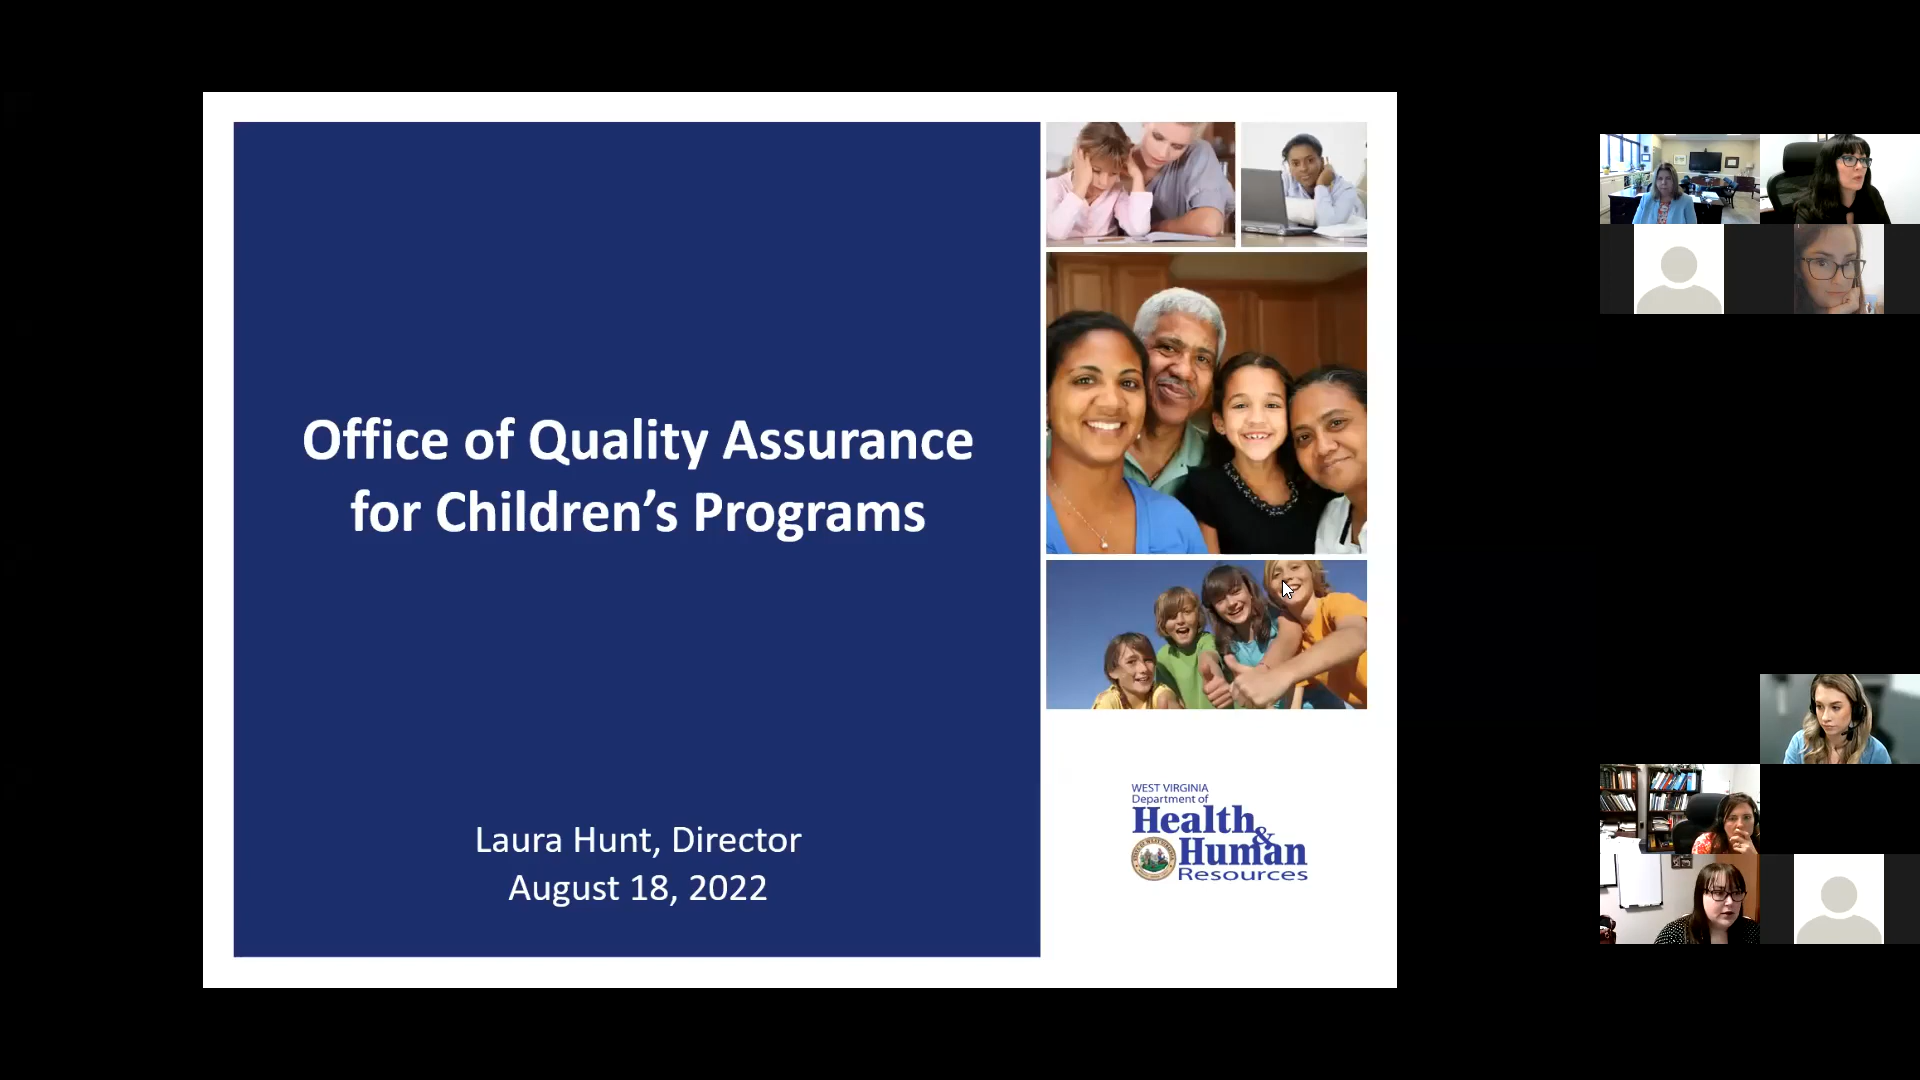 Office of Quality Assurance
for Children's Programs
Laura Hunt, Director
August 18, 2022
WEST VIRGINIA
Department of
Health
&
Human
Resources